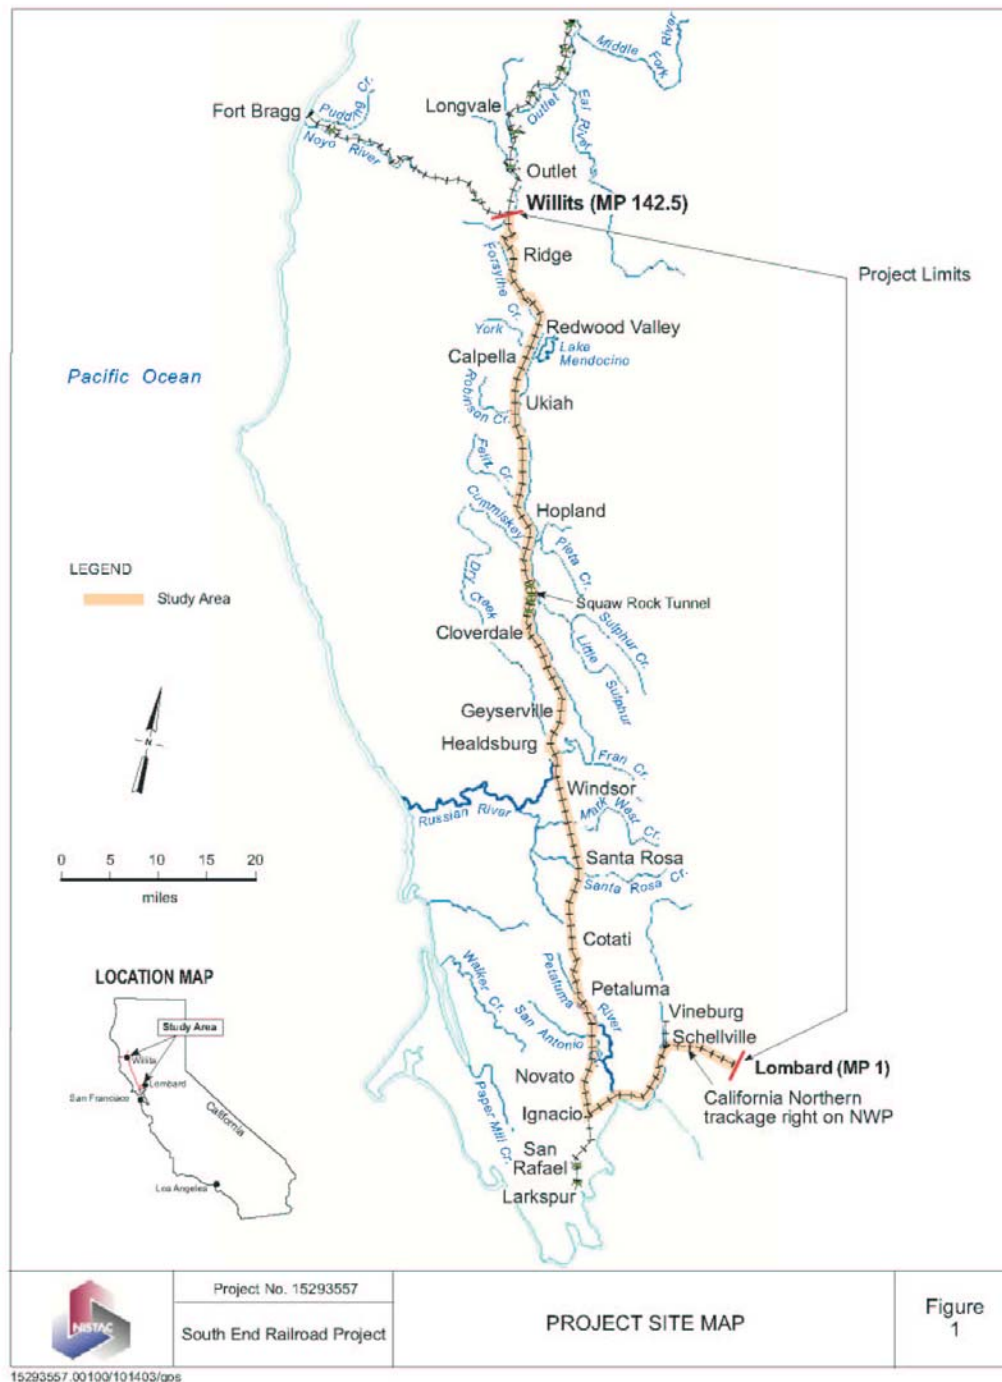 Middle Fork
River
Longvale
Outlet
Eal River
Fort Bragg
Pudding Cr.
Noyo River
Outlet
Willits (MP 142.5)
Ridge
Forsythe Cr.
Project Limits
York
Redwood Valley
Lake
Mendocino
Calpella
Pacific Ocean
Robinson Cr.
Ukiah
Feliz Cr.
Cummiskey
Hopland
Pieta Cr.
LEGEND
Study Area
Dry Creek
Squaw Rock Tunnel
Cloverdale
Sulphur Cr.
Little Sulphur
Geyserville
Healdsburg
N
Fran Cr.
Windsor
Russian River
Mark West Cr.
0 5 10 15 20
miles
Santa Rosa
Santa Rosa Cr.
Cotati
Walker Cr.
Petaluma River
Petaluma
San Antonio
Vineburg
Schellville
Lombard (MP 1)
California Northern
trackage right on NWP
Novato
Ignacio
Paper Mill Cr.
San
Rafael
Larkspur
LOCATION MAP
Study Area
Willits
Lombard
San Francisco
California
Los Angeles
NISTAC
Project No. 15293557
South End Railroad Project
PROJECT SITE MAP
Figure
1
15293557.00100/101403/gps